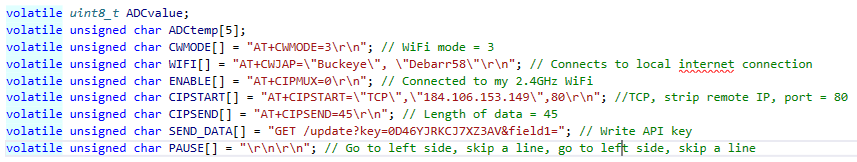 volatile uint8_t ADCvalue;
volatile unsigned char ADCtemp[5];
volatile unsigned char CWMODE[] = "AT+CWMODE=3\r\n"; // WiFi mode = 3
volatile unsigned char WIFI[] = "AT+CWJAP=\"Buckeye\", \"Debarr58\"\r\n"; // Connects to local internet connection
volatile unsigned char ENABLE[] = "AT+CIPMUX=0\r\n"; // Connected to my 2.4GHz WiFi
volatile unsigned char CIPSTART[] = "AT+CIPSTART=\"TCP\",\"184.106.153.149\",80\r\n"; //TCP, strip remote IP, port = 80
volatile unsigned char CIPSEND[] = "AT+CIPSEND=45\r\n"; // Length of data = 45
volatile unsigned char SEND_DATA[] = "GET /update?key=0D46YJRKCJ7XZ3AV&field1="; // Write API key
volatile unsigned char PAUSE[] = "\r\n\r\n"; // Go to left side, skip a line, go to left side, skip a line